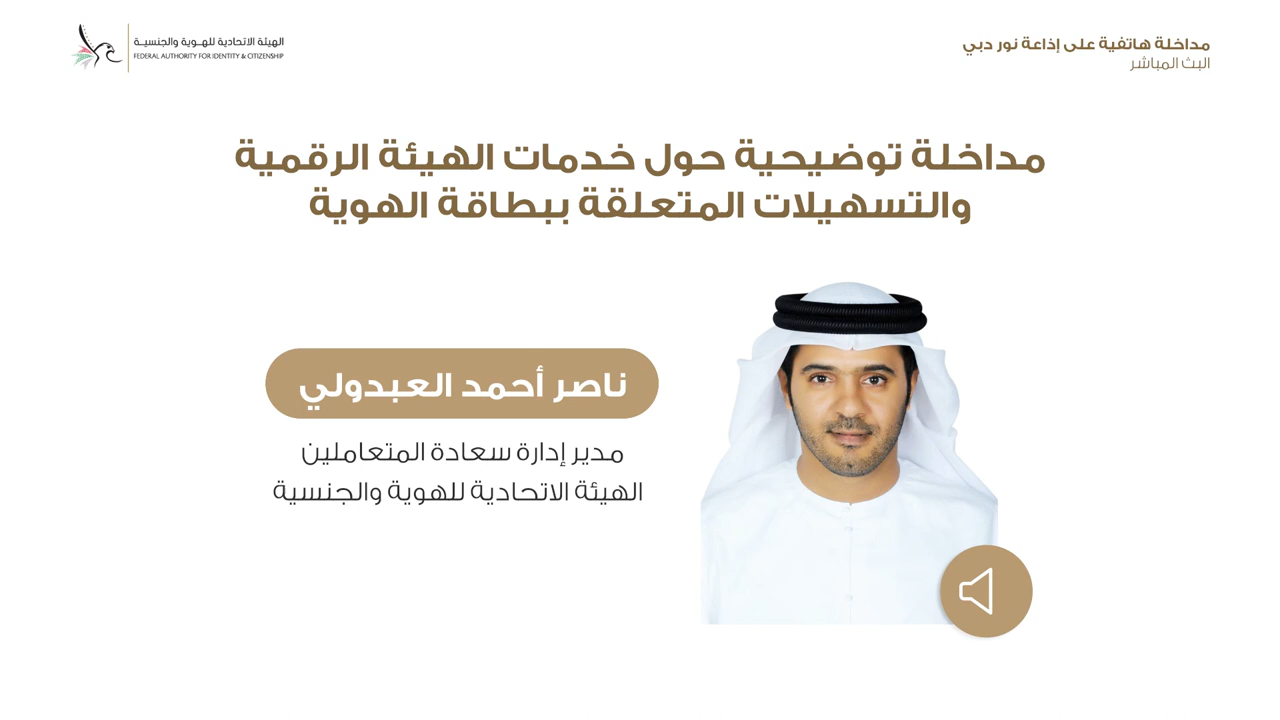 مداخلة هاتفية على إذاعة نور دبي
البث المباشر
الهيئة الاتحادية للهوية والجنسية
FEDERAL AUTHORITY FOR IDENTITY & CITIZENSHIP
مداخلة توضيحية حول خدمات الهيئة الرقمية
والتسهيلات المتعلقة ببطاقة الهوية
ناصر أحمد العبدولي
مدير إدارة سعادة المتعاملين
الهيئة الاتحادية للهوية والجنسية